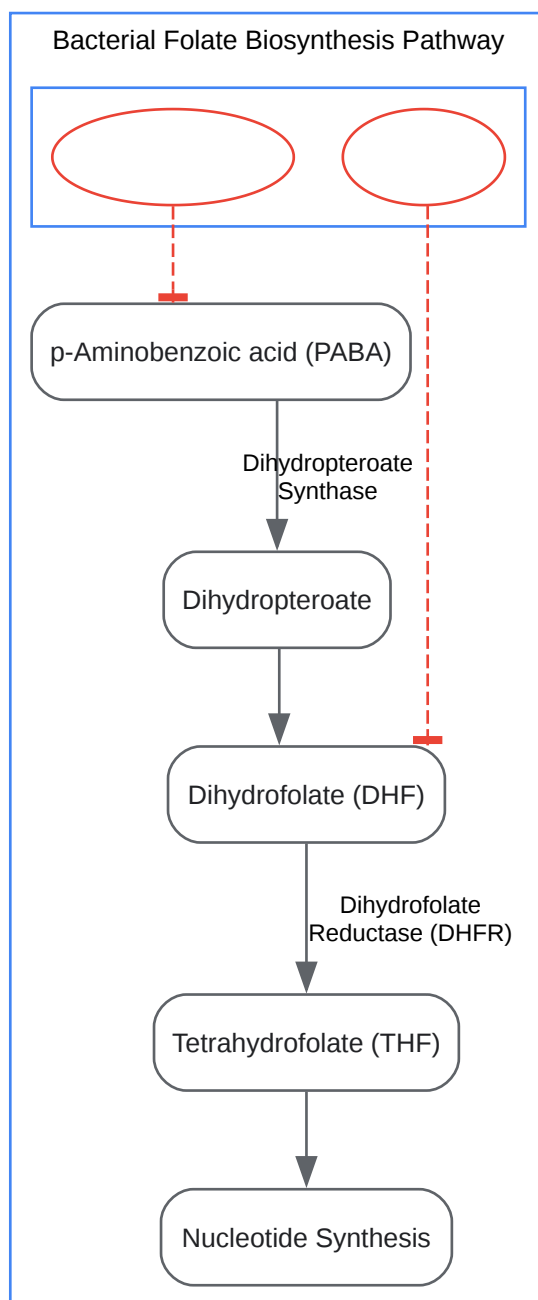 Bacterial Folate Biosynthesis Pathway
p-Aminobenzoic acid (PABA)
Dihydropteroate
Synthase
Dihydropteroate
Dihydrofolate (DHF)
Dihydrofolate
Reductase (DHFR)
Tetrahydrofolate (THF)
Nucleotide Synthesis